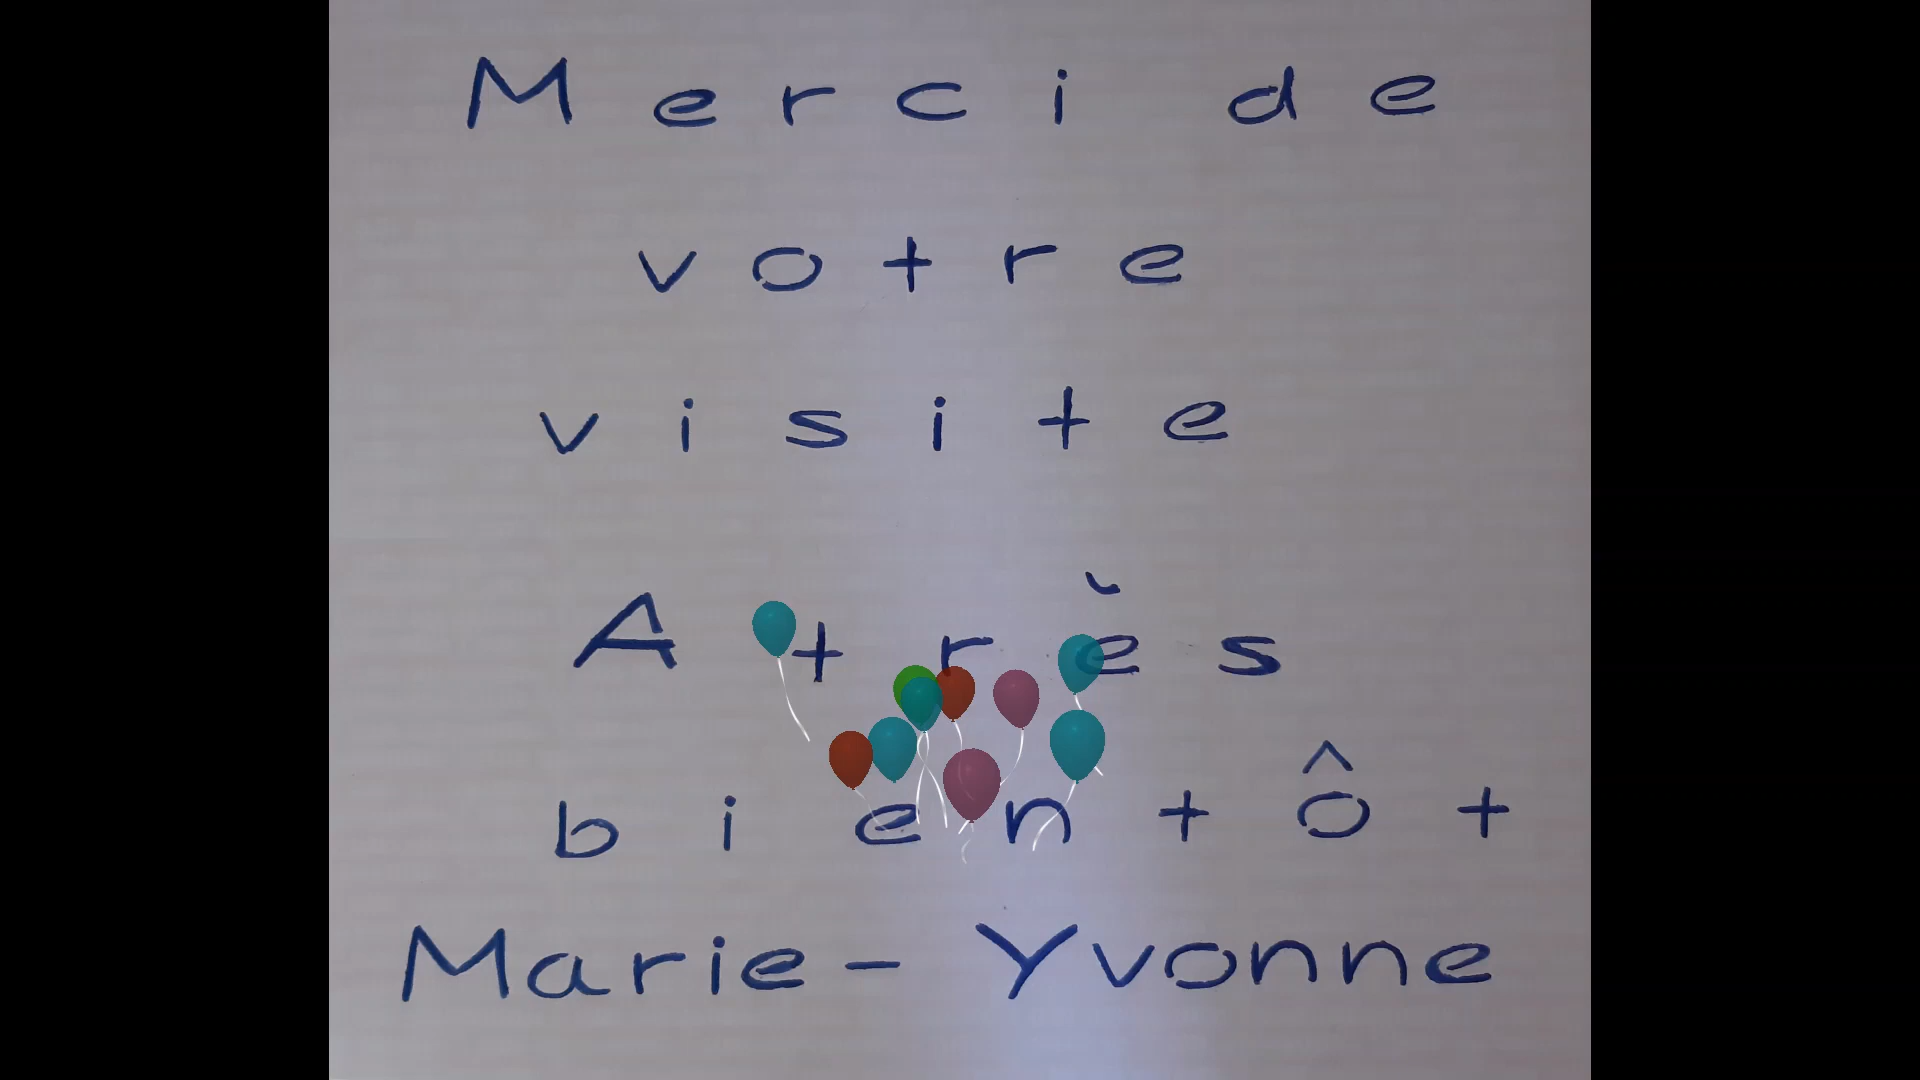 Merci de
votre
visite
A très
bientôt
Marie-Yvonne